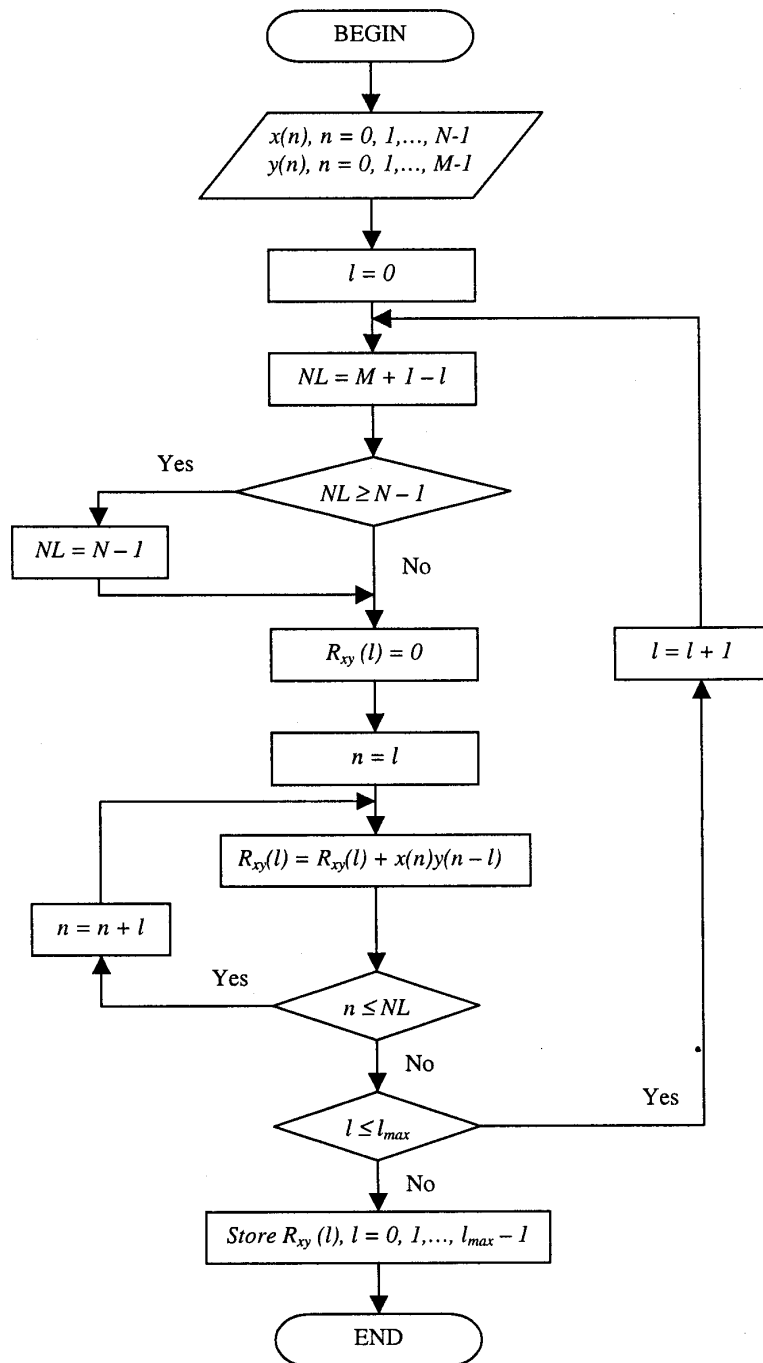 BEGIN
x(n), n = 0, 1,..., N-1
y(n), n = 0, 1,..., M-1
l = 0
NL = M + 1 - l
Yes
NL ≥ N - 1
NL = N - 1
No
R_xy (l) = 0
l = l + 1
n = l
R_xy(l) = R_xy(l) + x(n)y(n - l)
n = n + l
Yes
n ≤ NL
No
Yes
l ≤ l_max
No
Store R_xy (l), l = 0, 1,..., l_max - 1
END